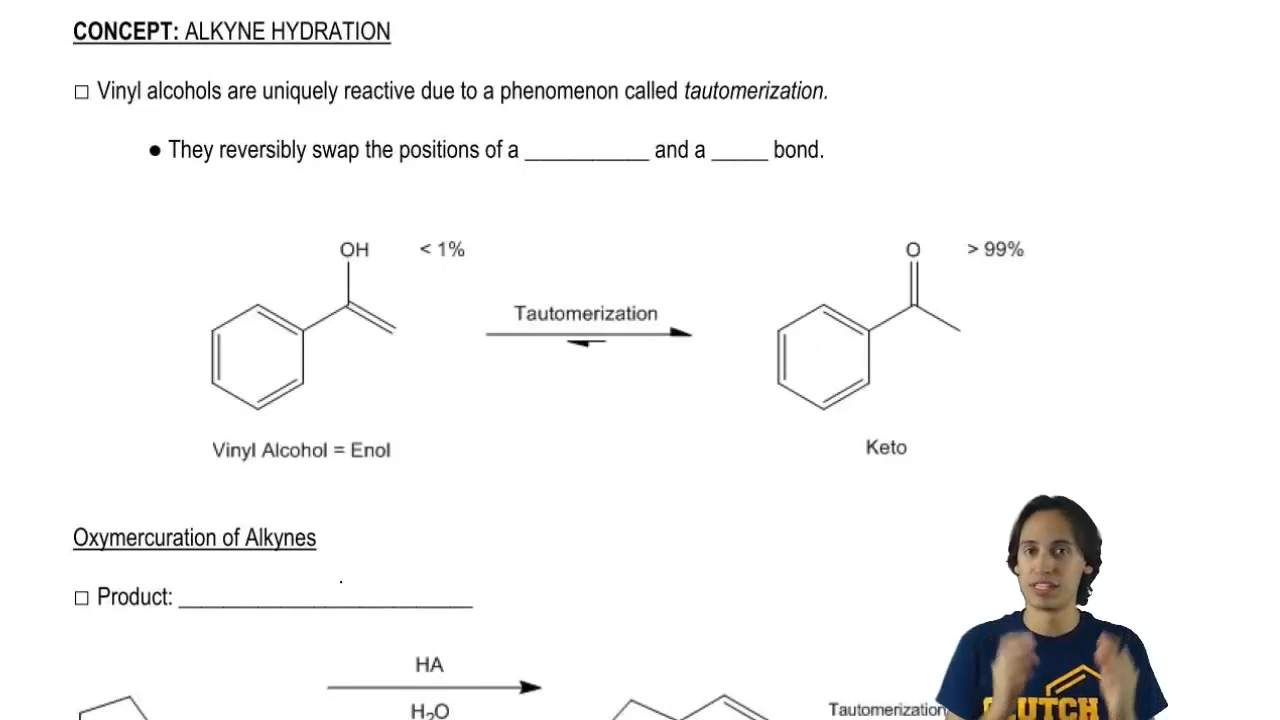 CONCEPT: ALKYNE HYDRATION
□ Vinyl alcohols are uniquely reactive due to a phenomenon called tautomerization.
● They reversibly swap the positions of a ___________ and a _____ bond.
OH < 1% O > 99%
Tautomerization
Vinyl Alcohol = Enol Keto
Oxymercuration of Alkynes
□ Product: __________________________
HA
H₂O Tautomerization
CLUTCH